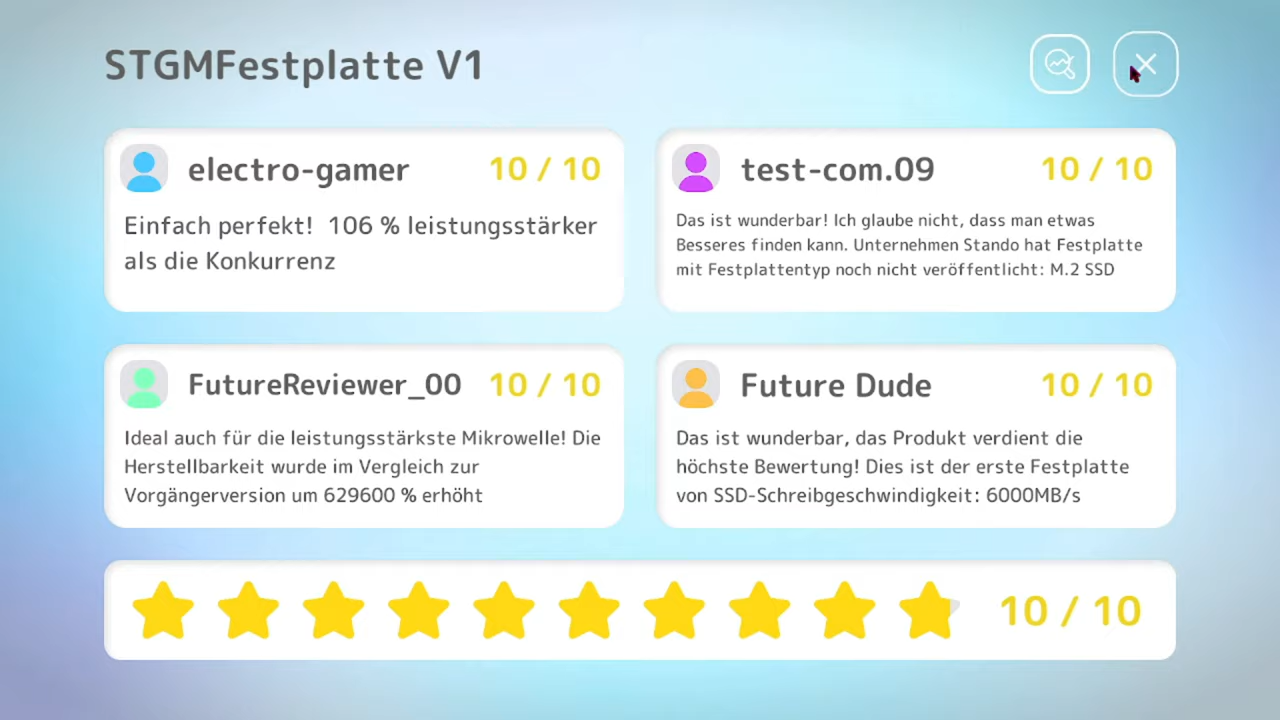 STGMFestplatte V1
electro-gamer 10 / 10
Einfach perfekt! 106 % leistungsstärker
als die Konkurrenz
test-com.09 10 / 10
Das ist wunderbar! Ich glaube nicht, dass man etwas
Besseres finden kann. Unternehmen Stando hat Festplatte
mit Festplattentyp noch nicht veröffentlicht: M.2 SSD
FutureReviewer_00 10 / 10
Ideal auch für die leistungsstärkste Mikrowelle! Die
Herstellbarkeit wurde im Vergleich zur
Vorgängerversion um 629600 % erhöht
Future Dude 10 / 10
Das ist wunderbar, das Produkt verdient die
höchste Bewertung! Dies ist der erste Festplatte
von SSD-Schreibgeschwindigkeit: 6000MB/s
10 / 10